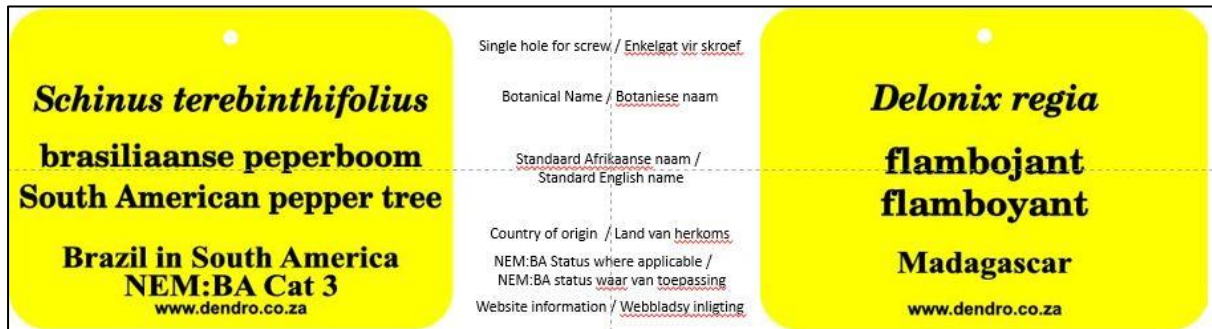 Schinus terebinthifolius
brasiliaanse peperboom
South American pepper tree
Brazil in South America
NEM:BA Cat 3
www.dendro.co.za
Single hole for screw / Enkelgat vir skroef
Botanical Name / Botaniese naam
Standaard Afrikaanse naam /
Standard English name
Country of origin / Land van herkoms
NEM:BA Status where applicable /
NEM:BA status waar van toepassing
Website information / Webbladsy inligting
Delonix regia
flambojant
flamboyant
Madagascar
www.dendro.co.za